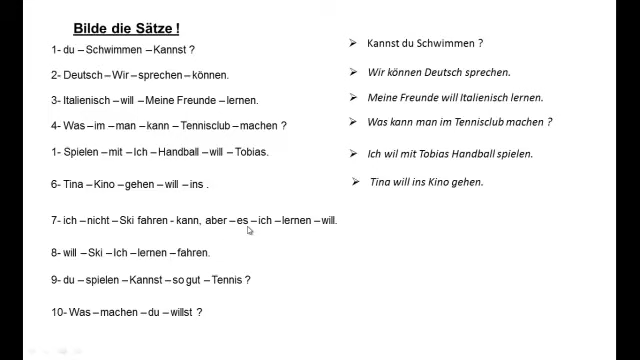 Bilde die Sätze !
1- du – Schwimmen – Kannst ?
➢ Kannst du Schwimmen ?
2- Deutsch – Wir – sprechen – können.
➢ Wir können Deutsch sprechen.
3- Italienisch – will – Meine Freunde – lernen.
➢ Meine Freunde will Italienisch lernen.
4- Was – im – man – kann – Tennisclub – machen ?
➢ Was kann man im Tennisclub machen ?
1- Spielen – mit – Ich – Handball – will – Tobias.
➢ Ich wil mit Tobias Handball spielen.
6- Tina – Kino – gehen – will – ins .
➢ Tina will ins Kino gehen.
7- ich – nicht – Ski fahren - kann, aber – es – ich – lernen – will.
8- will – Ski – Ich – lernen – fahren.
9- du – spielen – Kannst – so gut – Tennis ?
10- Was – machen – du – willst ?